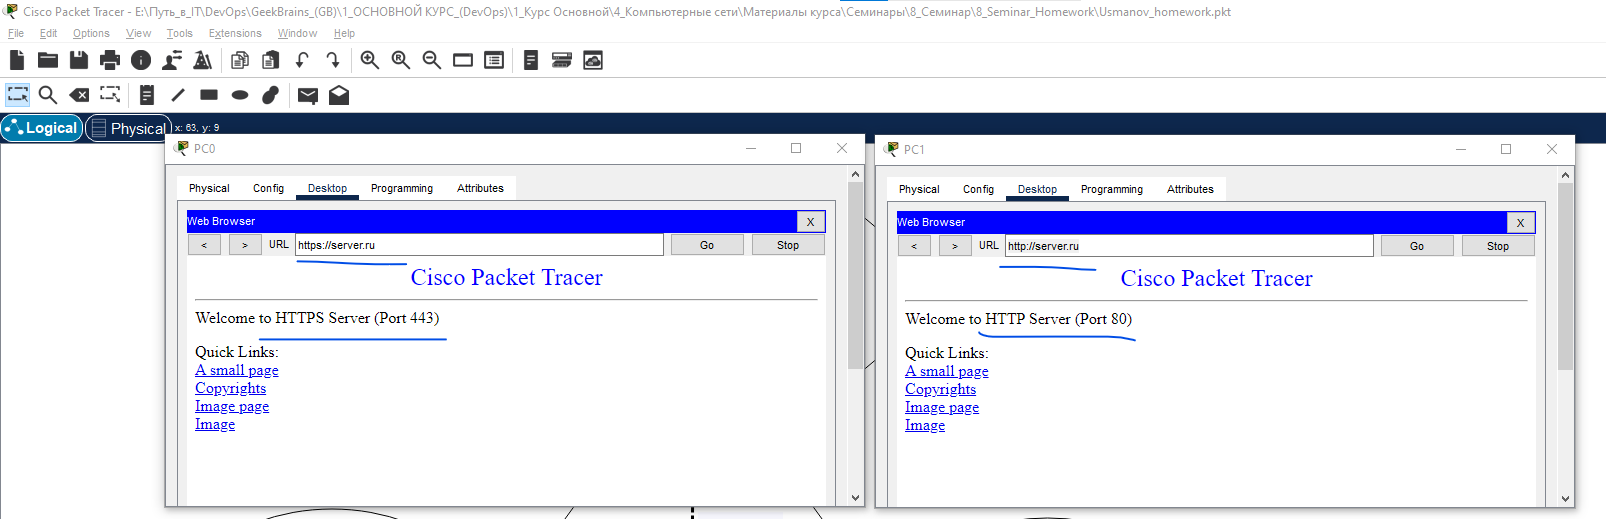 Cisco Packet Tracer - E:\Путь_в_IT\DevOps\GeekBrains_(GB)\1_ОСНОВНОЙ КУРС_(DevOps)\1_Курс Основной\4_Компьютерные сети\Материалы курса\Семинары\8_Семинар\8_Seminar_Homework\Usmanov_homework.pkt
File Edit Options View Tools Extensions Window Help
Logical Physical x: 63, y: 9
PC0
Physical Config Desktop Programming Attributes
Web Browser X
< > URL https://server.ru Go Stop
Cisco Packet Tracer
Welcome to HTTPS Server (Port 443)
Quick Links:
A small page
Copyrights
Image page
Image
PC1
Physical Config Desktop Programming Attributes
Web Browser X
< > URL http://server.ru Go Stop
Cisco Packet Tracer
Welcome to HTTP Server (Port 80)
Quick Links:
A small page
Copyrights
Image page
Image